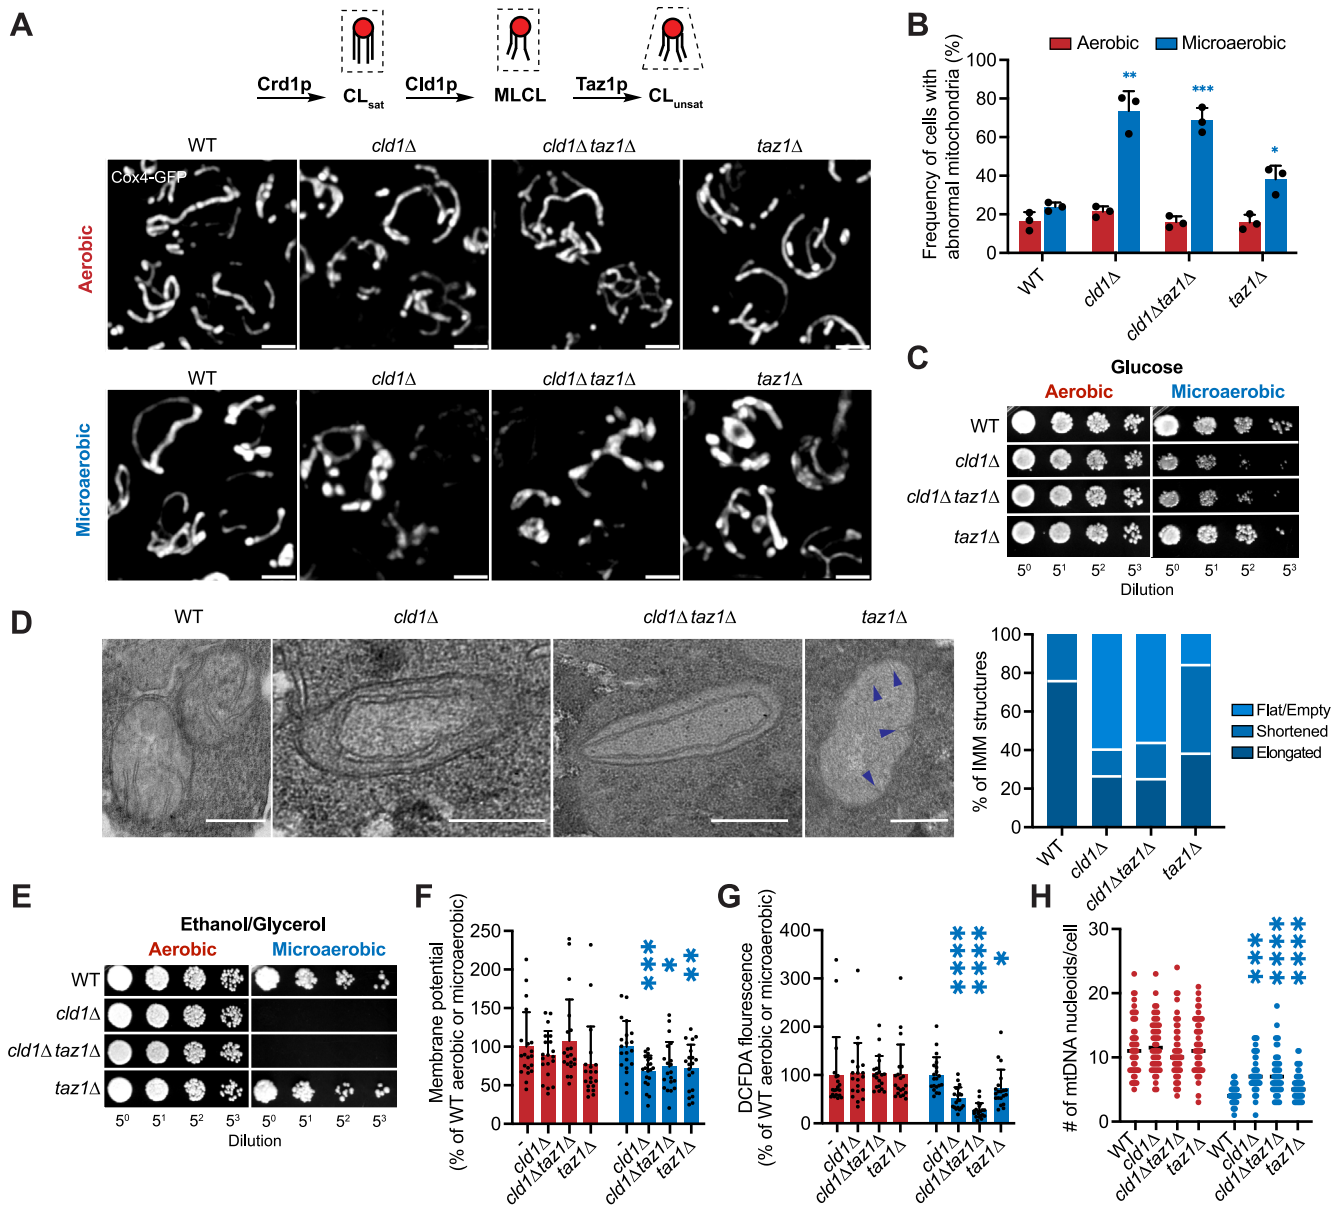 A
Crd1p
CLsat
Cld1p
MLCL
Taz1p
CLunsat
WT
cld1Δ
cld1Δ taz1Δ
taz1Δ
Cox4-GFP
Aerobic
WT
cld1Δ
cld1Δ taz1Δ
taz1Δ
Microaerobic
B
Aerobic
Microaerobic
Frequency of cells with
abnormal mitochondria (%)
100
80
60
40
20
0
**
***
*
WT
cld1Δ
cld1Δtaz1Δ
taz1Δ
C
Glucose
Aerobic
Microaerobic
WT
cld1Δ
cld1Δ taz1Δ
taz1Δ
5⁰ 5¹ 5² 5³ 5⁰ 5¹ 5² 5³
Dilution
D
WT
cld1Δ
cld1Δ taz1Δ
taz1Δ
% of IMM structures
100
80
60
40
20
0
Flat/Empty
Shortened
Elongated
WT
cld1Δ
cld1Δtaz1Δ
taz1Δ
E
Ethanol/Glycerol
Aerobic
Microaerobic
WT
cld1Δ
cld1Δ taz1Δ
taz1Δ
5⁰ 5¹ 5² 5³ 5⁰ 5¹ 5² 5³
Dilution
F
Membrane potential
(% of WT aerobic or microaerobic)
250
200
150
100
50
0
***
*
**
-
cld1Δ
cld1Δtaz1Δ
taz1Δ
-
cld1Δ
cld1Δtaz1Δ
taz1Δ
G
DCFDA flourescence
(% of WT aerobic or microaerobic)
400
300
200
100
0
****
****
*
-
cld1Δ
cld1Δtaz1Δ
taz1Δ
-
cld1Δ
cld1Δtaz1Δ
taz1Δ
H
# of mtDNA nucleoids/cell
30
20
10
0
***
****
****
WT
cld1Δ
cld1Δtaz1Δ
taz1Δ
WT
cld1Δ
cld1Δtaz1Δ
taz1Δ